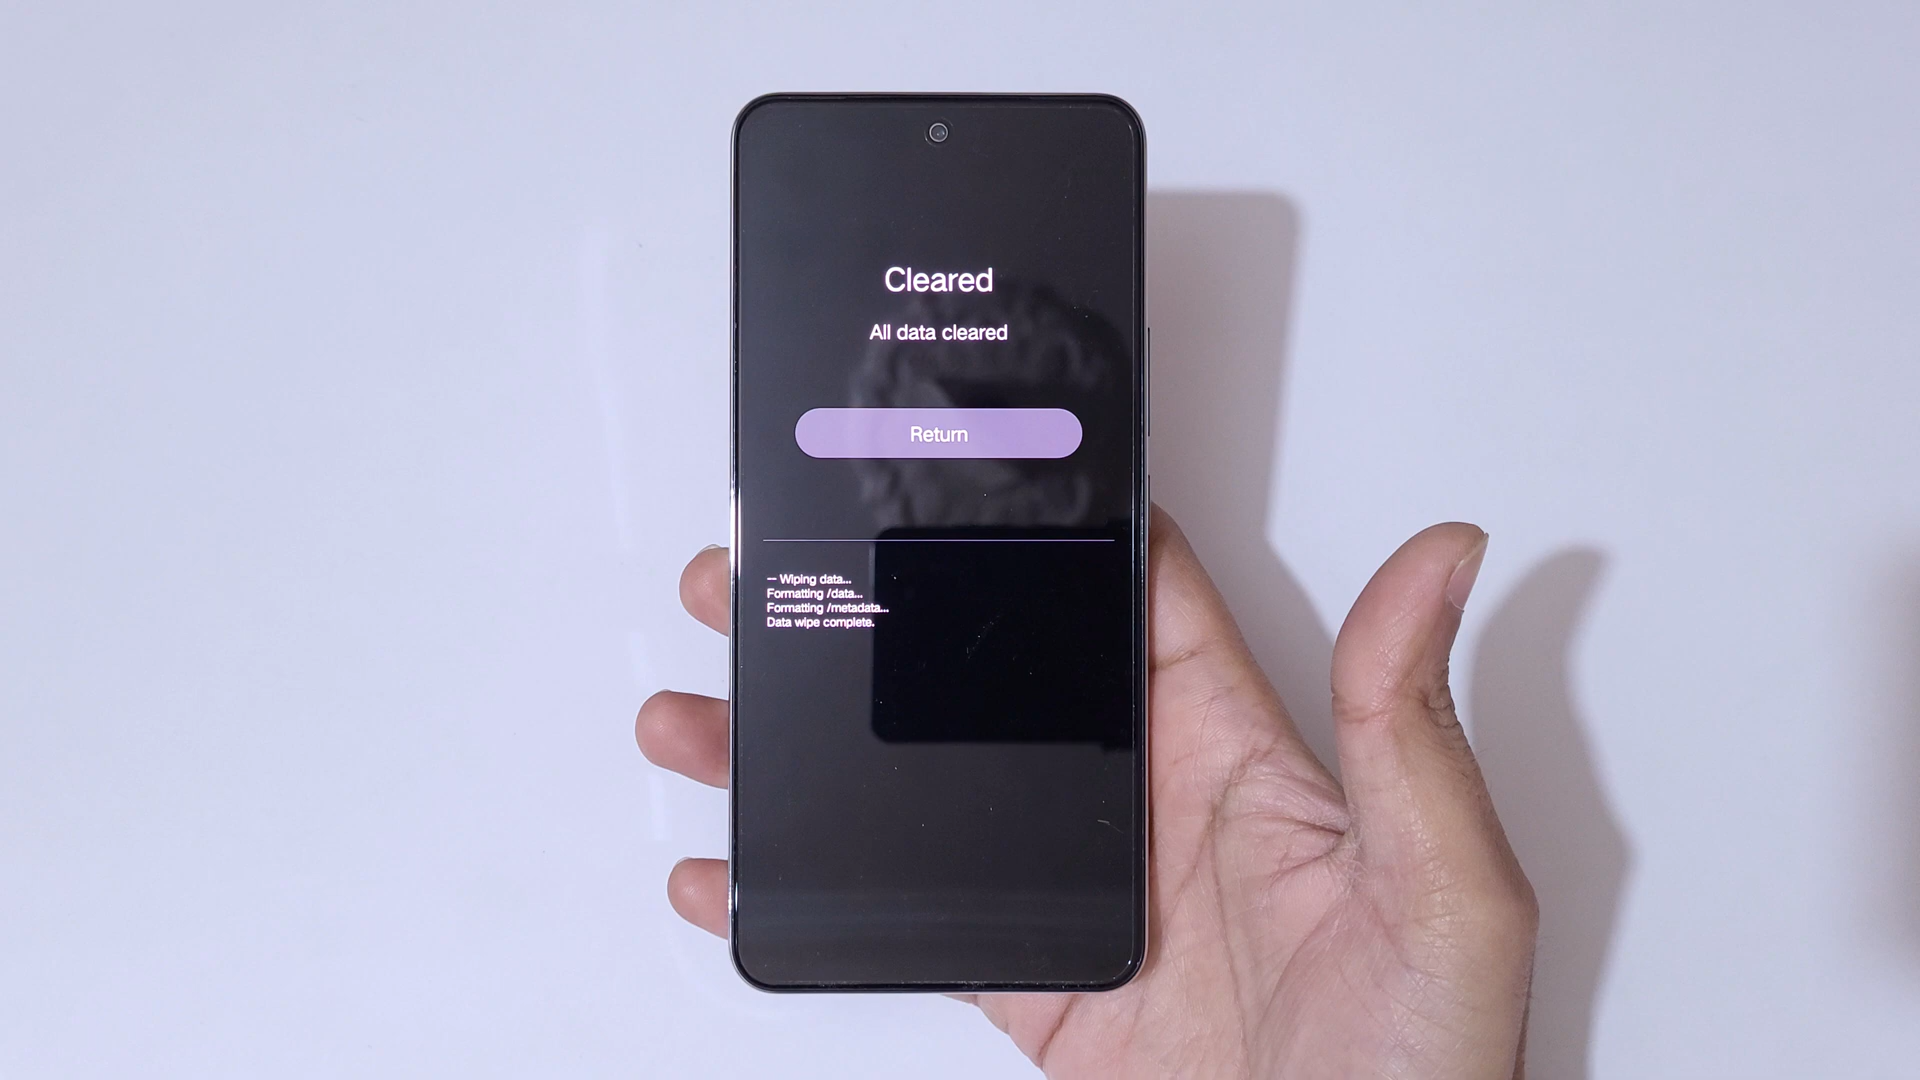 Cleared
All data cleared
Return
-- Wiping data...
Formatting /data...
Formatting /metadata...
Data wipe complete.